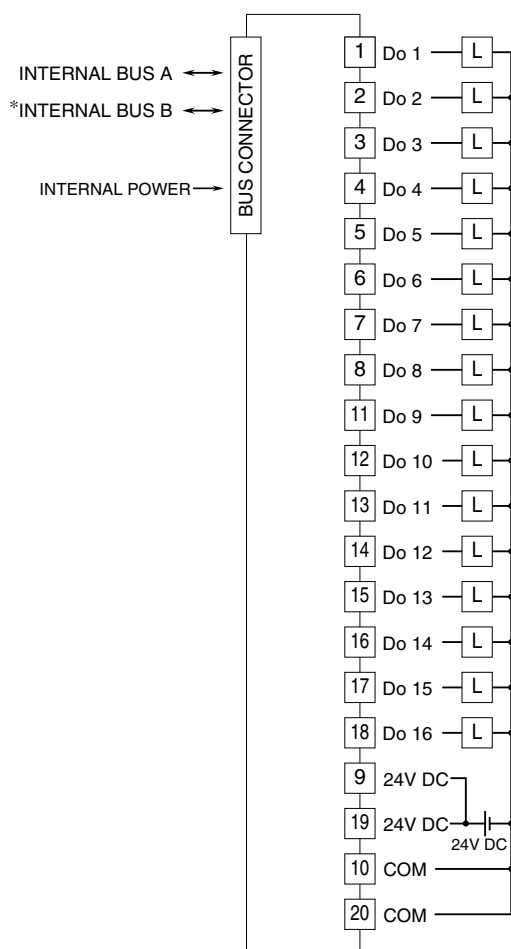 INTERNAL BUS A
*INTERNAL BUS B
INTERNAL POWER
BUS CONNECTOR
1 Do 1 L
2 Do 2 L
3 Do 3 L
4 Do 4 L
5 Do 5 L
6 Do 6 L
7 Do 7 L
8 Do 8 L
11 Do 9 L
12 Do 10 L
13 Do 11 L
14 Do 12 L
15 Do 13 L
16 Do 14 L
17 Do 15 L
18 Do 16 L
9 24V DC
19 24V DC
24V DC
10 COM
20 COM